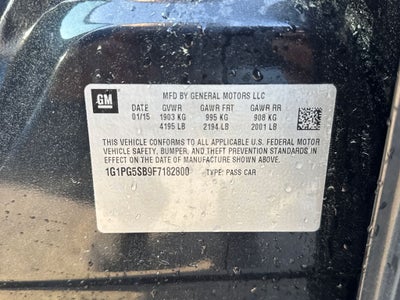 MFD BY GENERAL MOTORS LLC
GM
01/15 GVWR GAWR FRT GAWR RR
1903 KG 995 KG 908 KG
4195 LB 2194 LB 2001 LB
THIS VEHICLE CONFORMS TO ALL APPLICABLE U.S. FEDERAL MOTOR
VEHICLE SAFETY, BUMPER, AND THEFT PREVENTION STANDARDS IN
EFFECT ON THE DATE OF MANUFACTURE SHOWN ABOVE.
1G1PG5SB9F7182800 TYPE: PASS CAR